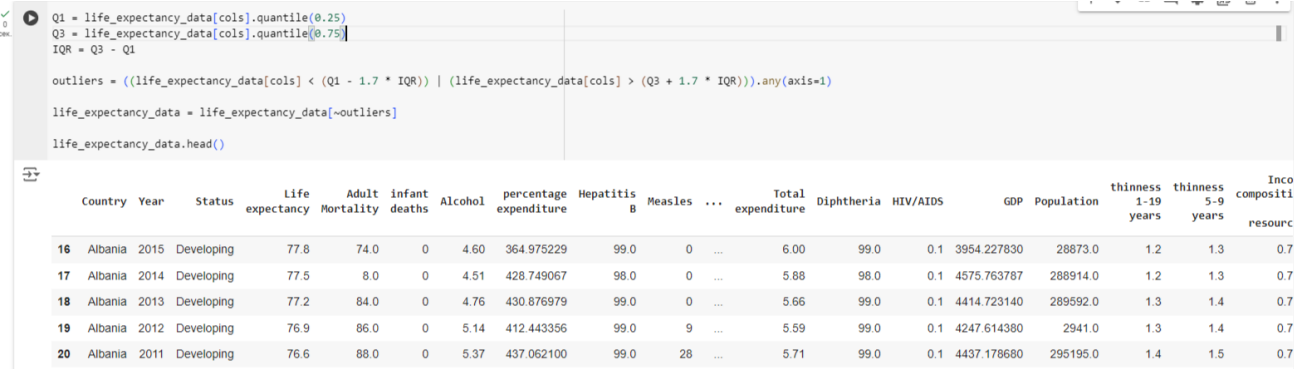 Q1 = life_expectancy_data[cols].quantile(0.25)
0
сек.
Q3 = life_expectancy_data[cols].quantile(0.75)
IQR = Q3 - Q1
outliers = ((life_expectancy_data[cols] < (Q1 - 1.7 * IQR)) | (life_expectancy_data[cols] > (Q3 + 1.7 * IQR))).any(axis=1)
life_expectancy_data = life_expectancy_data[~outliers]
life_expectancy_data.head()
Country Year Status Life expectancy Adult Mortality infant deaths Alcohol percentage expenditure Hepatitis B Measles ... Total expenditure Diphtheria HIV/AIDS GDP Population thinness 1-19 years thinness 5-9 years Inco compositi resourc
16 Albania 2015 Developing 77.8 74.0 0 4.60 364.975229 99.0 0 ... 6.00 99.0 0.1 3954.227830 28873.0 1.2 1.3 0.7
17 Albania 2014 Developing 77.5 8.0 0 4.51 428.749067 98.0 0 ... 5.88 98.0 0.1 4575.763787 288914.0 1.2 1.3 0.7
18 Albania 2013 Developing 77.2 84.0 0 4.76 430.876979 99.0 0 ... 5.66 99.0 0.1 4414.723140 289592.0 1.3 1.4 0.7
19 Albania 2012 Developing 76.9 86.0 0 5.14 412.443356 99.0 9 ... 5.59 99.0 0.1 4247.614380 2941.0 1.3 1.4 0.7
20 Albania 2011 Developing 76.6 88.0 0 5.37 437.062100 99.0 28 ... 5.71 99.0 0.1 4437.178680 295195.0 1.4 1.5 0.7